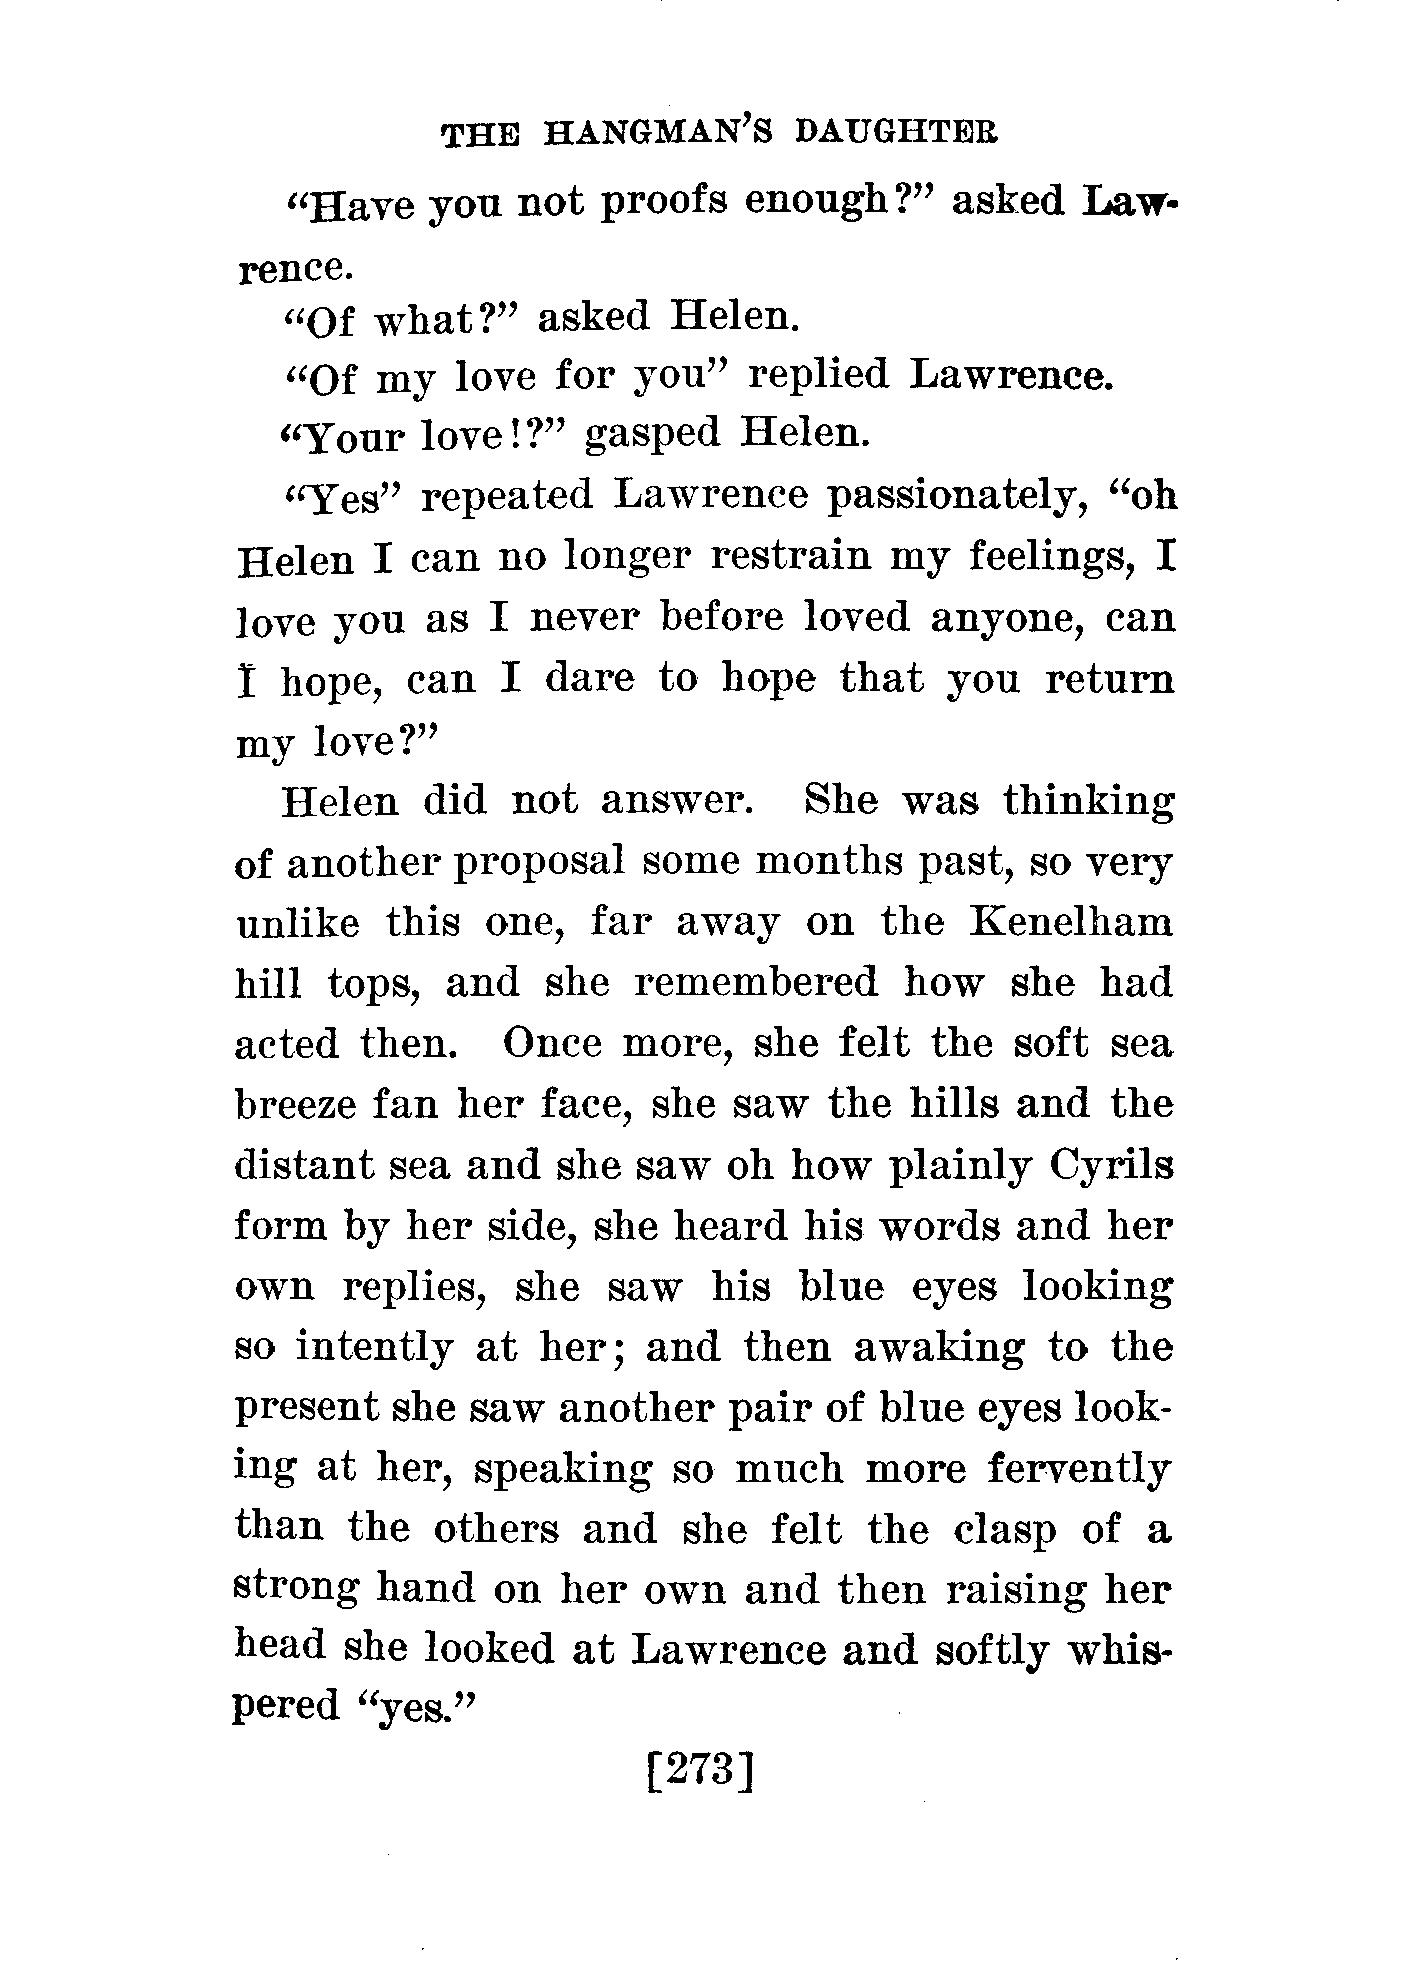 THE HANGMAN'S DAUGHTER
“Have you not proofs enough?” asked Law-
rence.
“Of what?” asked Helen.
“Of my love for you” replied Lawrence.
“Your love!?” gasped Helen.
“Yes” repeated Lawrence passionately, “oh
Helen I can no longer restrain my feelings, I
love you as I never before loved anyone, can
I hope, can I dare to hope that you return
my love?”
Helen did not answer. She was thinking
of another proposal some months past, so very
unlike this one, far away on the Kenelham
hill tops, and she remembered how she had
acted then. Once more, she felt the soft sea
breeze fan her face, she saw the hills and the
distant sea and she saw oh how plainly Cyrils
form by her side, she heard his words and her
own replies, she saw his blue eyes looking
so intently at her; and then awaking to the
present she saw another pair of blue eyes look-
ing at her, speaking so much more fervently
than the others and she felt the clasp of a
strong hand on her own and then raising her
head she looked at Lawrence and softly whis-
pered “yes.”
[273]